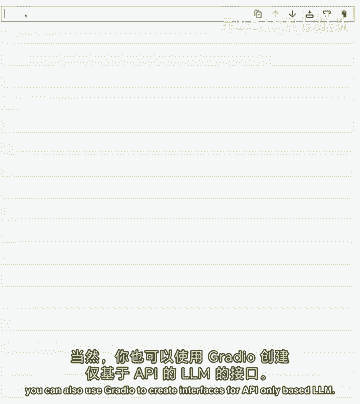 当然，你也可以使用 Gradio 创建
仅基于 API 的 LLM 的接口。
you can also use Gradio to create interfaces for API only based LLM.